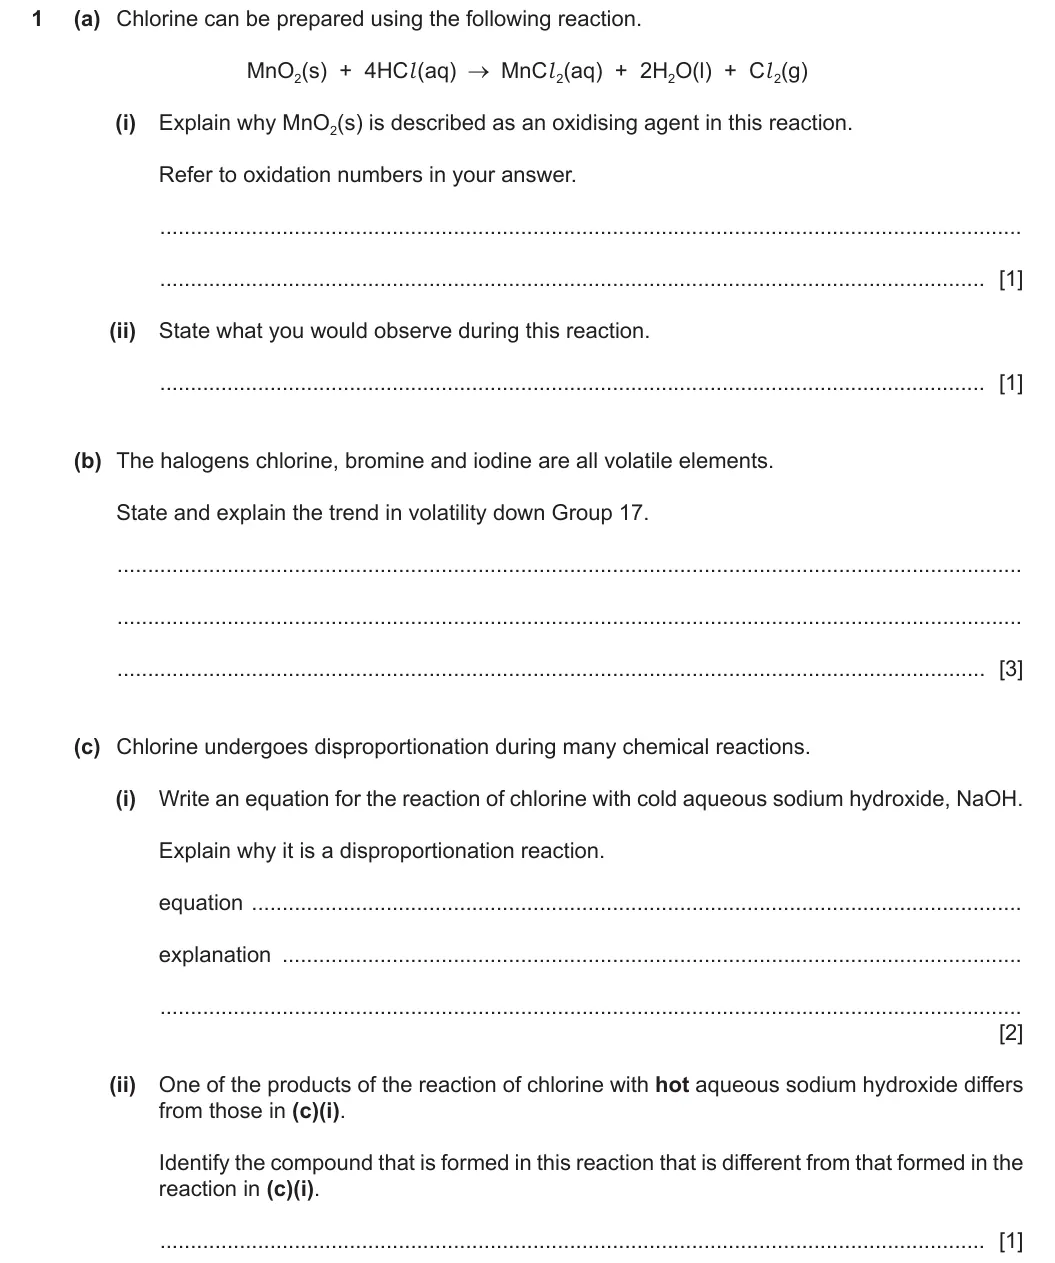 1 (a) Chlorine can be prepared using the following reaction.
MnO₂(s) + 4HCl(aq) → MnCl₂(aq) + 2H₂O(l) + Cl₂(g)
(i) Explain why MnO₂(s) is described as an oxidising agent in this reaction.
Refer to oxidation numbers in your answer.
[1]
(ii) State what you would observe during this reaction.
[1]
(b) The halogens chlorine, bromine and iodine are all volatile elements.
State and explain the trend in volatility down Group 17.
[3]
(c) Chlorine undergoes disproportionation during many chemical reactions.
(i) Write an equation for the reaction of chlorine with cold aqueous sodium hydroxide, NaOH.
Explain why it is a disproportionation reaction.
equation
explanation
[2]
(ii) One of the products of the reaction of chlorine with hot aqueous sodium hydroxide differs
from those in (c)(i).
Identify the compound that is formed in this reaction that is different from that formed in the
reaction in (c)(i).
[1]